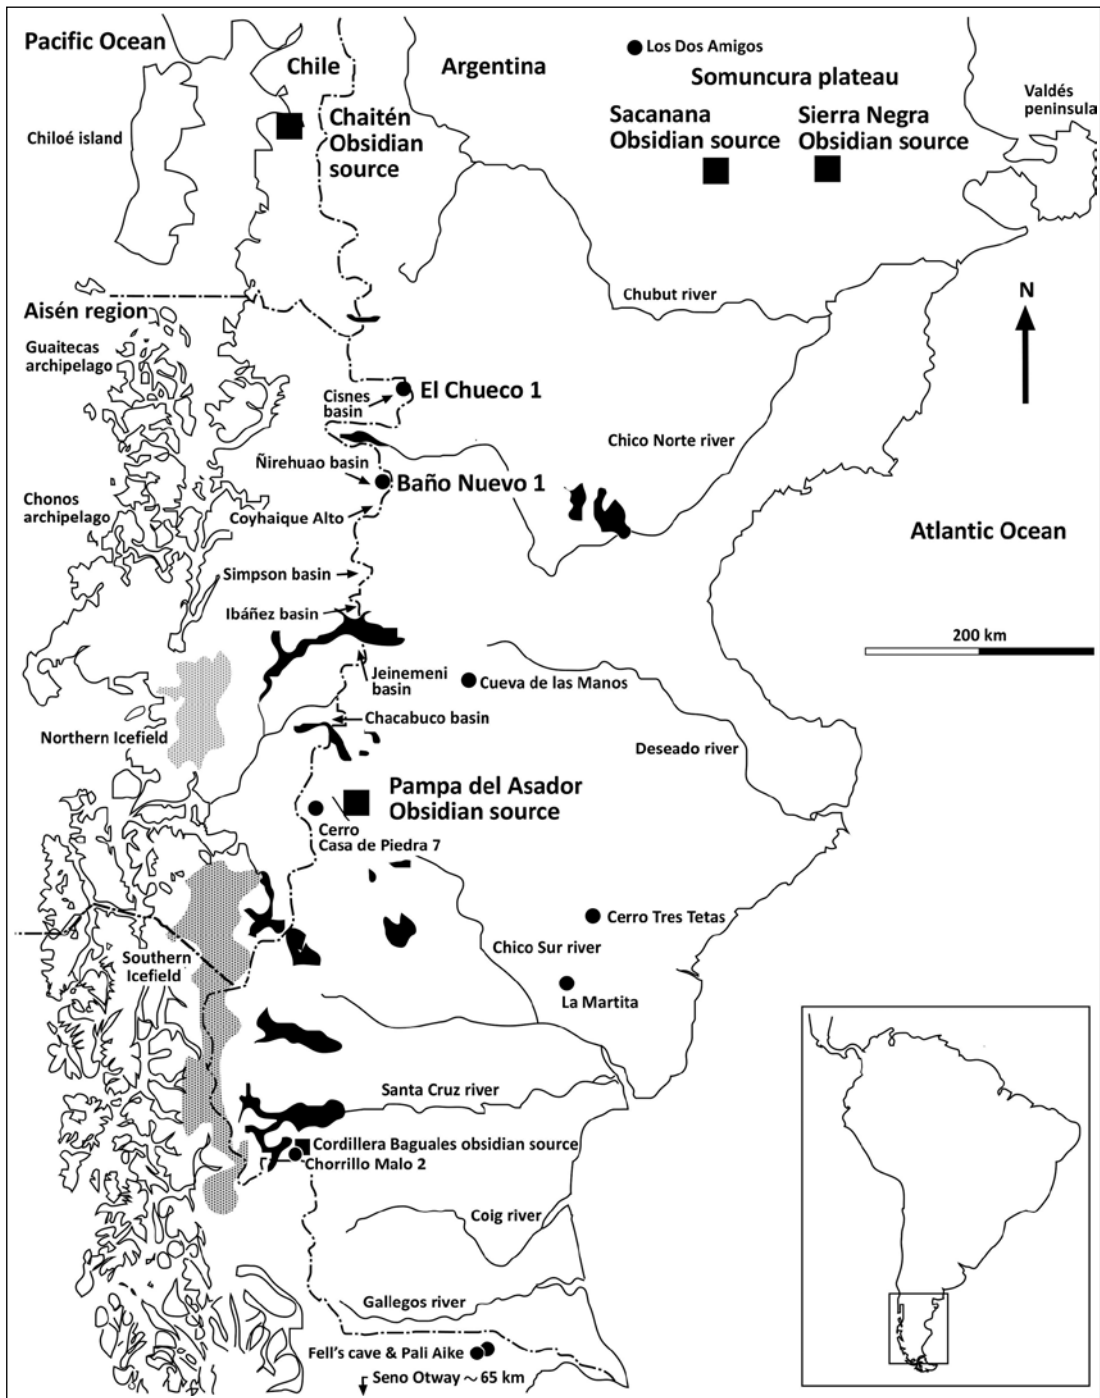 Pacific Ocean
Chile
Argentina
Los Dos Amigos
Somuncura plateau
Valdés
peninsula
Chiloé island
Chaitén
Obsidian
source
Sacanana
Obsidian source
Sierra Negra
Obsidian source
Aisén region
Chubut river
N
Guaitecas
archipelago
El Chueco 1
Cisnes
basin
Chico Norte river
Ñirehuao basin
Baño Nuevo 1
Chonos
archipelago
Coyhaique Alto
Atlantic Ocean
Simpson basin
Ibáñez basin
200 km
Jeinemeni
basin
Cueva de las Manos
Chacabuco basin
Northern Icefield
Deseado river
Pampa del Asador
Obsidian source
Cerro
Casa de Piedra 7
Cerro Tres Tetas
Chico Sur river
Southern
Icefield
La Martita
Santa Cruz river
Cordillera Baguales obsidian source
Chorrillo Malo 2
Coig river
Gallegos river
Fell's cave & Pali Aike
Seno Otway ~ 65 km